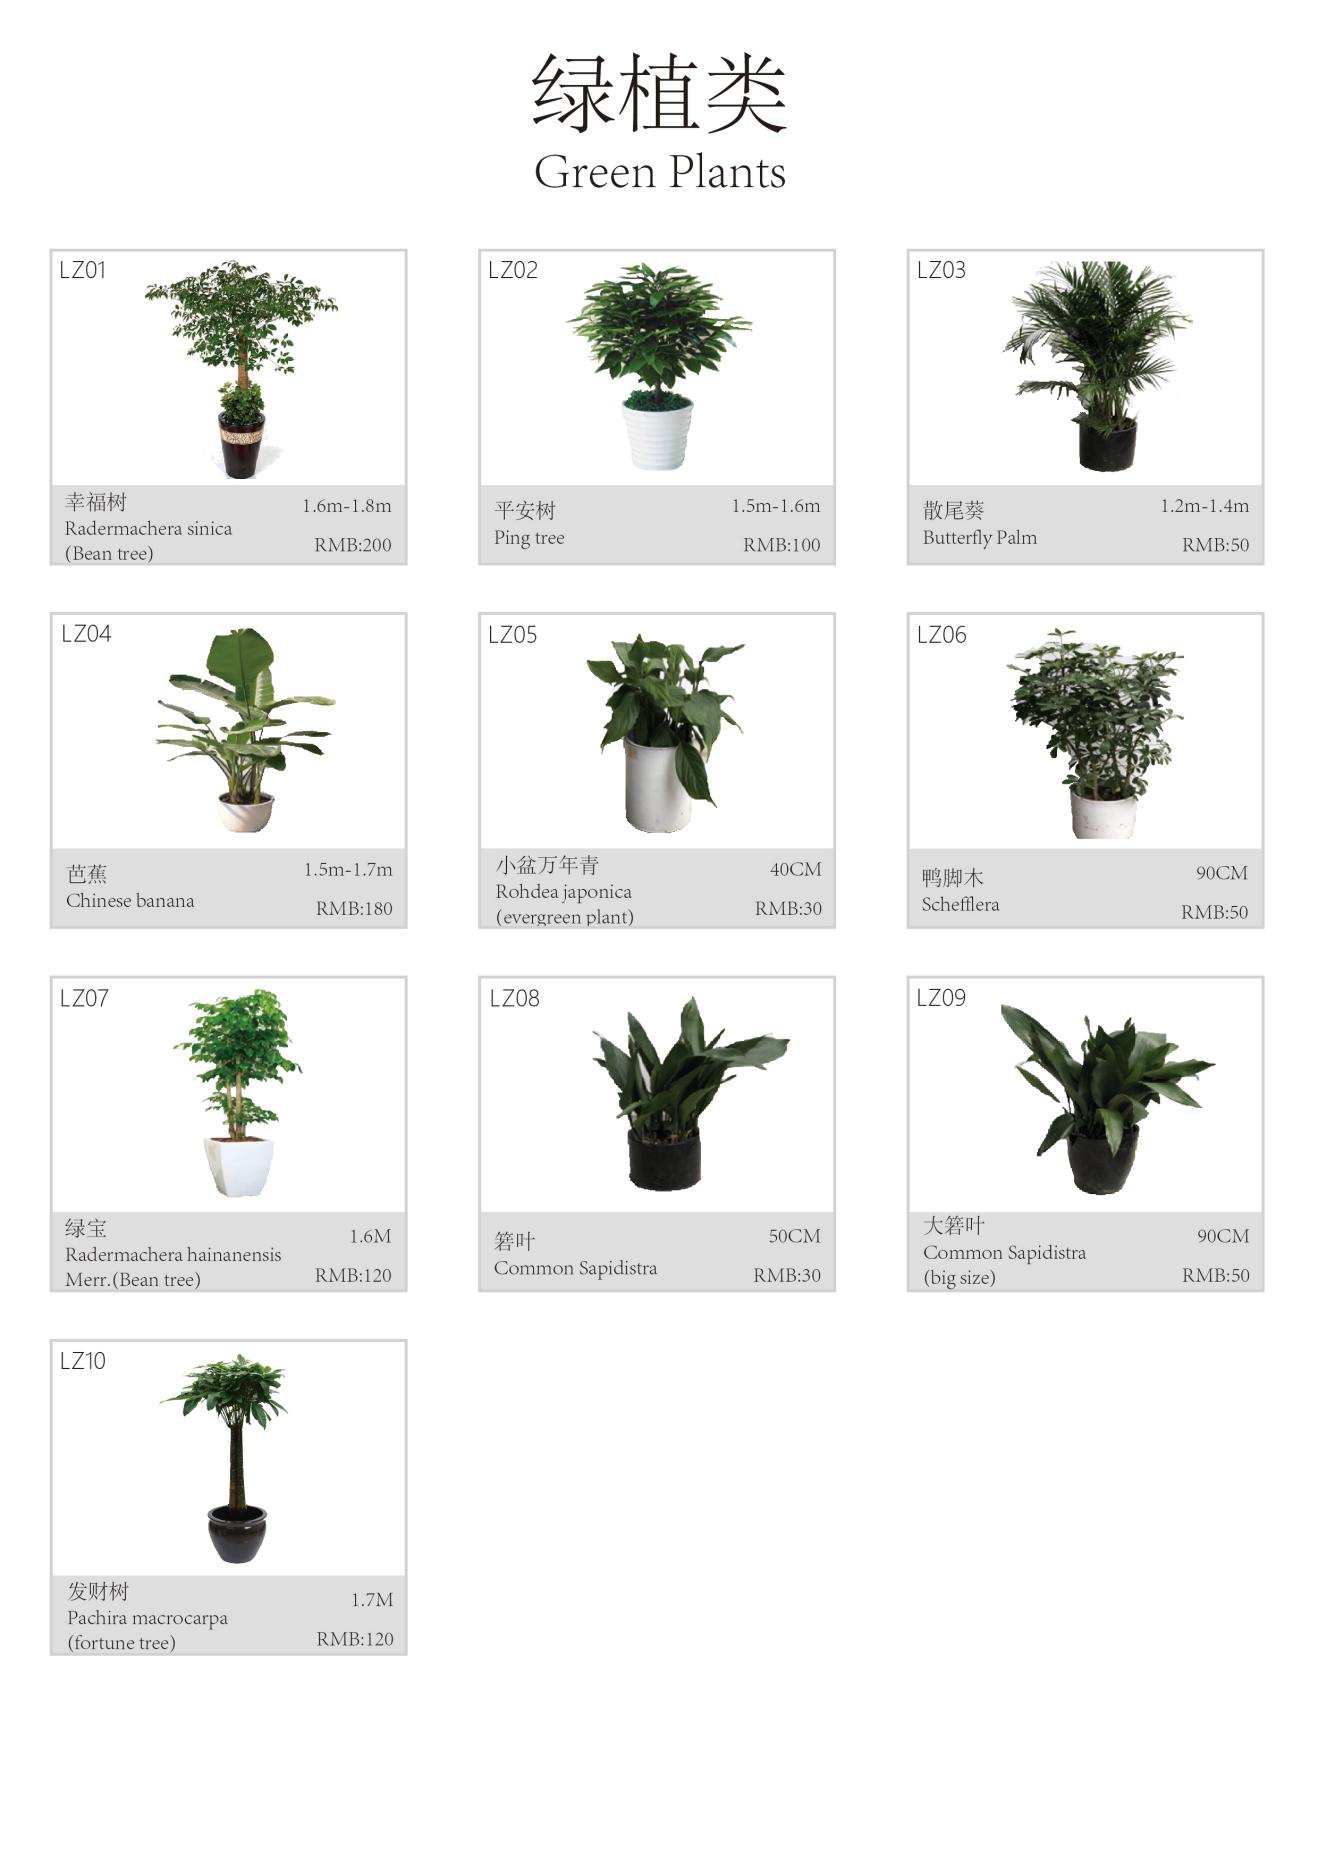 绿植类
Green Plants
LZ01
幸福树
Radermachera sinica
(Bean tree)
1.6m-1.8m
RMB:200
LZ02
平安树
Ping tree
1.5m-1.6m
RMB:100
LZ03
散尾葵
Butterfly Palm
1.2m-1.4m
RMB:50
LZ04
芭蕉
Chinese banana
1.5m-1.7m
RMB:180
LZ05
小盆万年青
Rohdea japonica
(evergreen plant)
40CM
RMB:30
LZ06
鸭脚木
Schefflera
90CM
RMB:50
LZ07
绿宝
Radermachera hainanensis
Merr.(Bean tree)
1.6M
RMB:120
LZ08
箬叶
Common Sapidistra
50CM
RMB:30
LZ09
大箬叶
Common Sapidistra
(big size)
90CM
RMB:50
LZ10
发财树
Pachira macrocarpa
(fortune tree)
1.7M
RMB:120